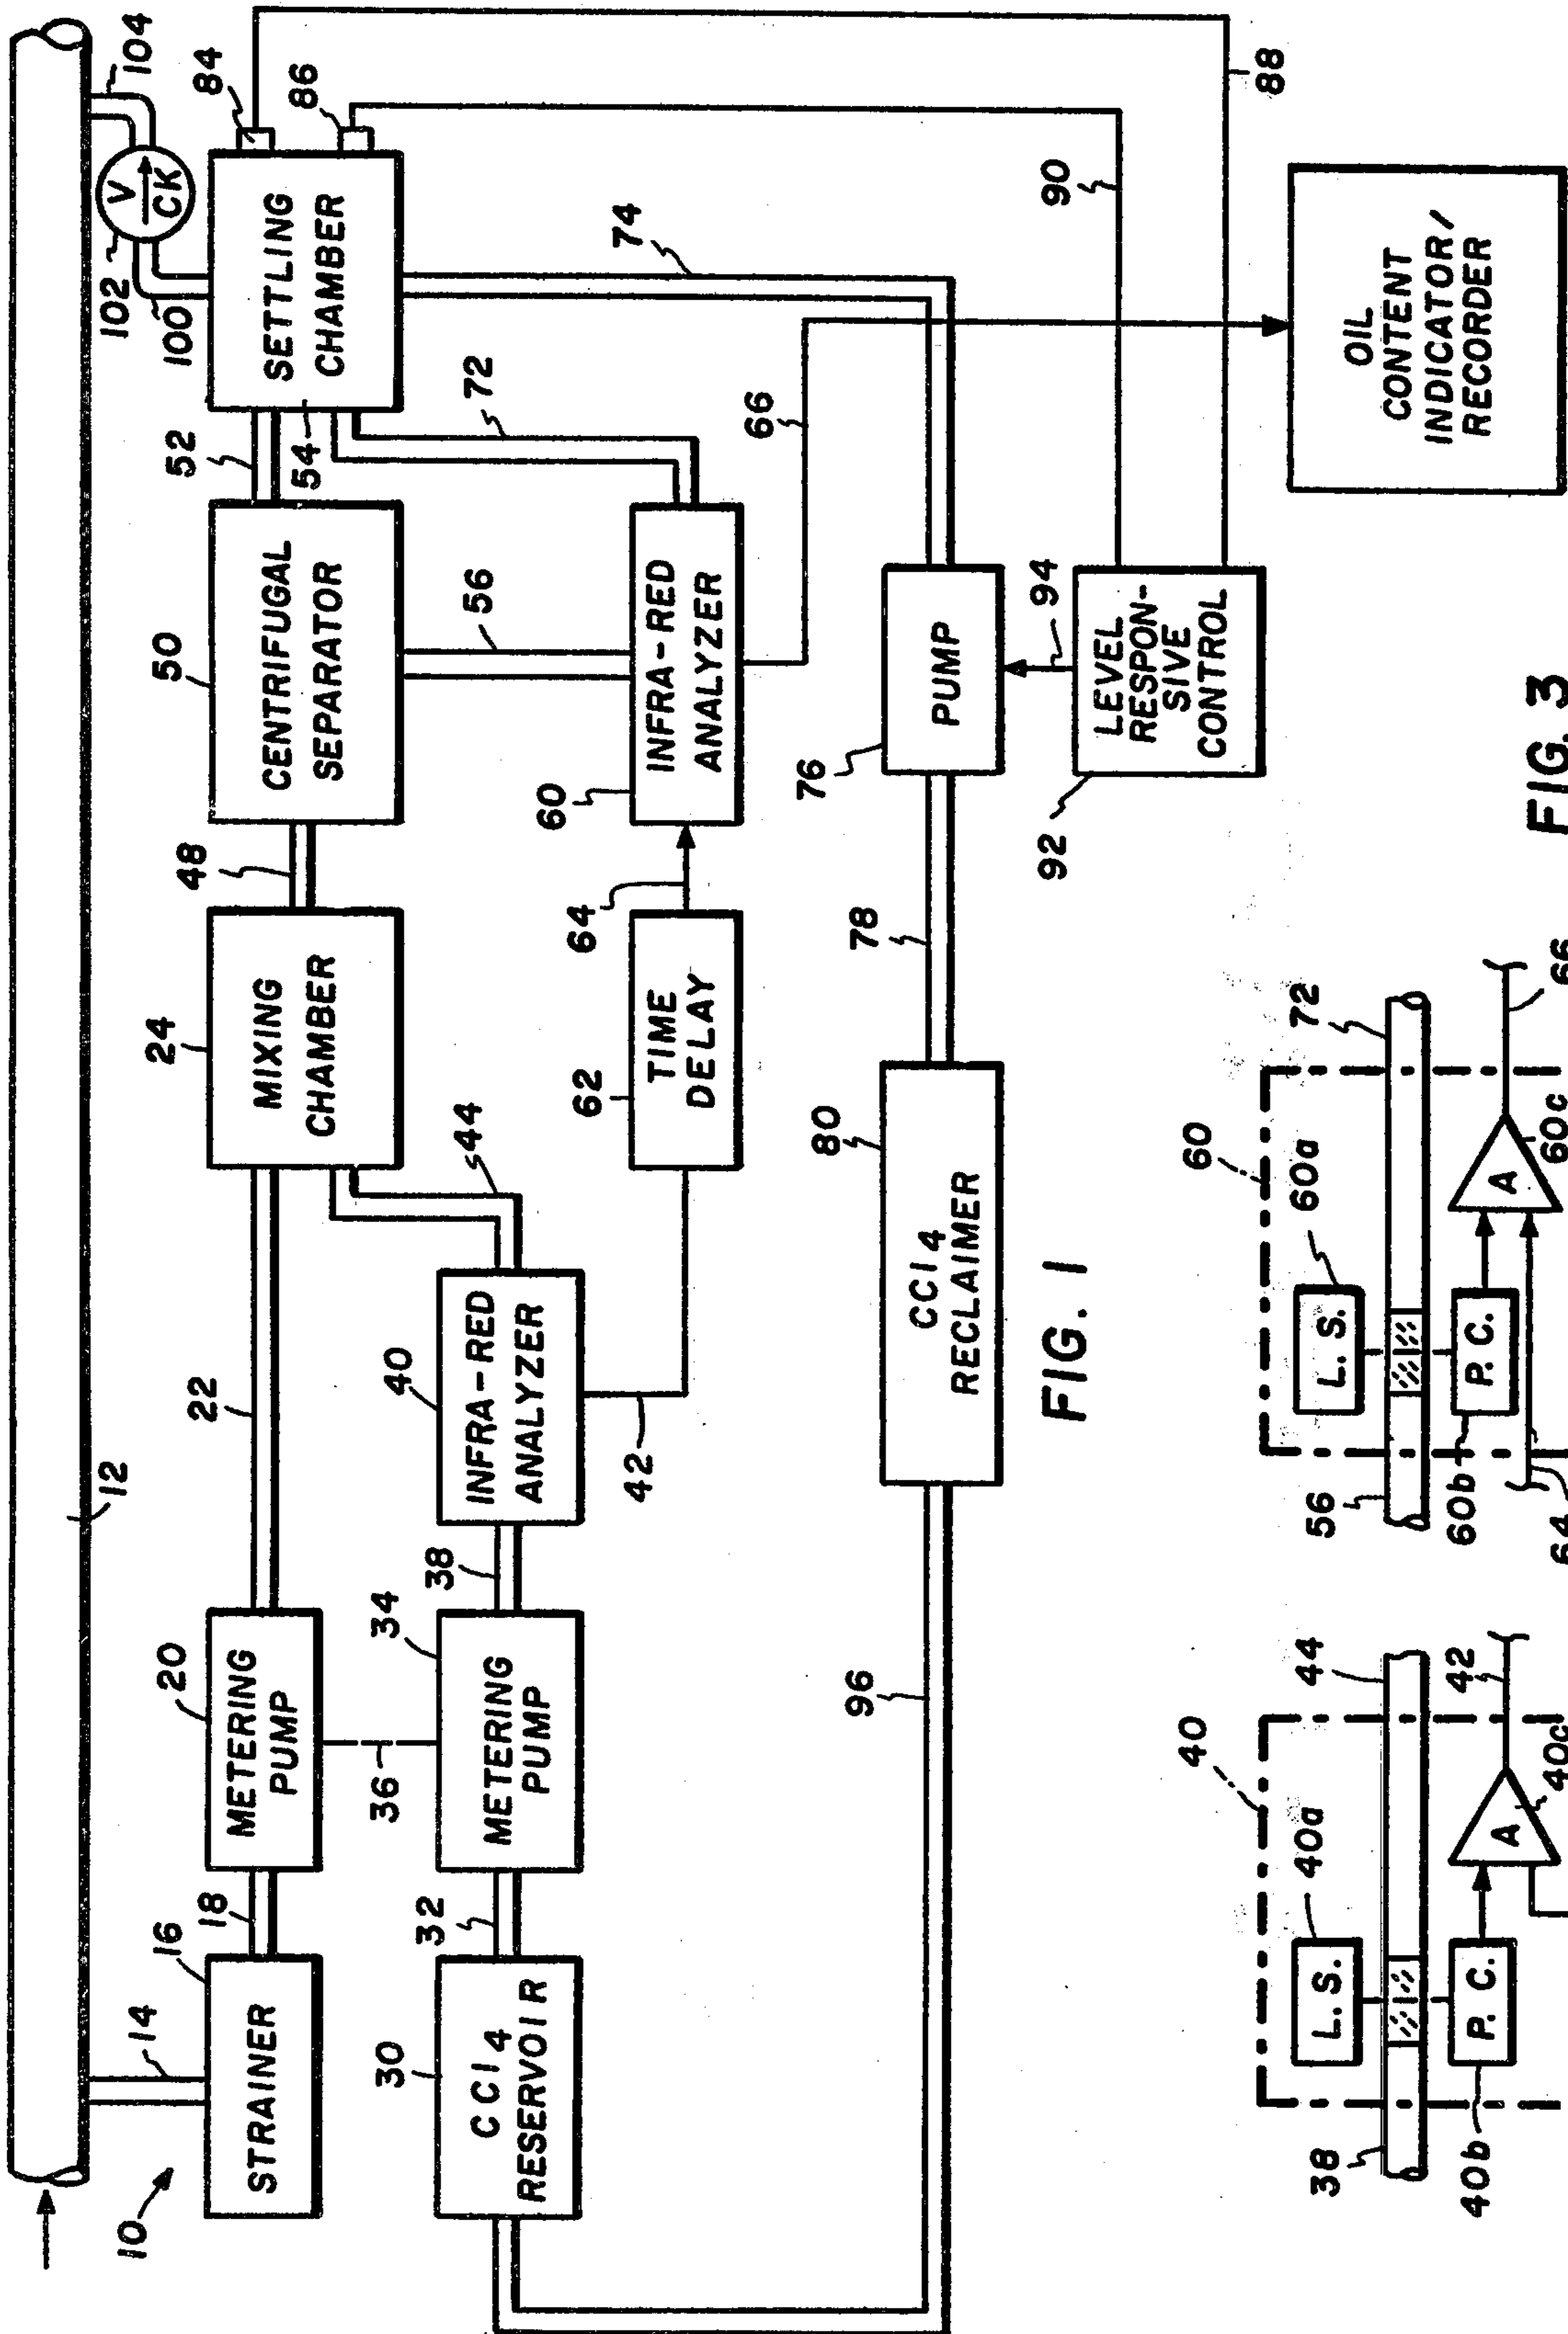 12
104
102
V
CK
100
84
86
10
14
16
STRAINER
18
20
METERING
PUMP
22
24
MIXING
CHAMBER
48
50
CENTRIFUGAL
SEPARATOR
52
54
SETTLING
CHAMBER
36
30
CCl4
RESERVOIR
32
34
METERING
PUMP
38
40
INFRA-RED
ANALYZER
42
44
62
TIME
DELAY
64
60
INFRA-RED
ANALYZER
56
72
66
74
96
80
CCl4
RECLAIMER
78
76
PUMP
94
92
LEVEL
RESPON-
SIVE
CONTROL
90
88
OIL
CONTENT
INDICATOR/
RECORDER
FIG. 1
40
38
40a
L. S.
44
40b
P. C.
A
42
40c
60
56
60a
L. S.
72
60b
P. C.
A
66
60c
64
FIG. 3